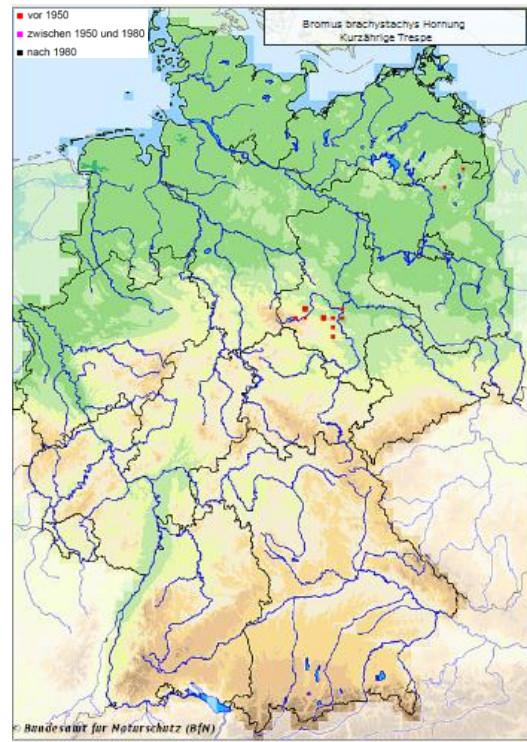 vor 1950
zwischen 1950 und 1980
nach 1980
Bromus brachystachys Hornung
Kurzährige Trespe
© Bundesamt für Naturschutz (BfN)